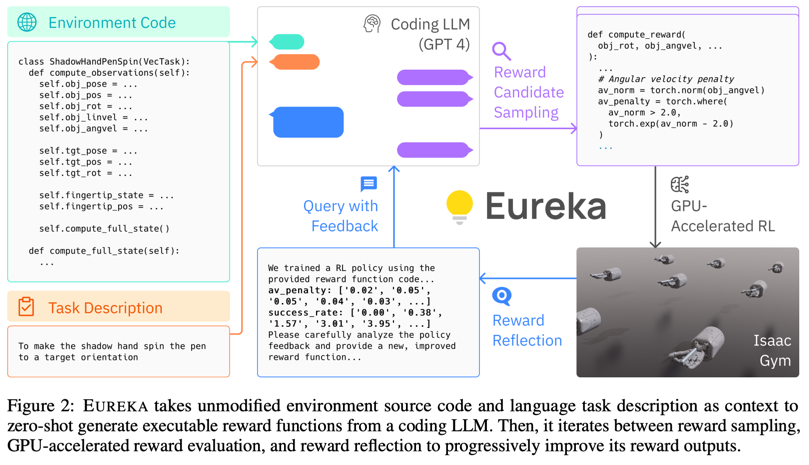 Environment Code
class ShadowHandPenSpin(VecTask):
def compute_observations(self):
self.obj_pose = ...
self.obj_pos = ...
self.obj_rot = ...
self.obj_linvel = ...
self.obj_angvel = ...
self.tgt_pose = ...
self.tgt_pos = ...
self.tgt_rot = ...
self.fingertip_state = ...
self.fingertip_pos = ...
self.compute_full_state()
def compute_full_state(self):
...
Task Description
To make the shadow hand spin the pen
to a target orientation
Coding LLM
(GPT 4)
Reward
Candidate
Sampling
def compute_reward(
obj_rot, obj_angvel, ...
):
...
# Angular velocity penalty
av_norm = torch.norm(obj_angvel)
av_penalty = torch.where(
av_norm > 2.0,
torch.exp(av_norm - 2.0)
)
...
Query with
Feedback
Eureka
GPU-
Accelerated RL
We trained a RL policy using the
provided reward function code...
av_penalty: ['0.02', '0.05',
'0.05', '0.04', '0.03', ...]
success_rate: ['0.00', '0.38',
'1.57', '3.01', '3.95', ...]
Please carefully analyze the policy
feedback and provide a new, improved
reward function...
Reward
Reflection
Isaac
Gym
Figure 2: EUREKA takes unmodified environment source code and language task description as context to
zero-shot generate executable reward functions from a coding LLM. Then, it iterates between reward sampling,
GPU-accelerated reward evaluation, and reward reflection to progressively improve its reward outputs.